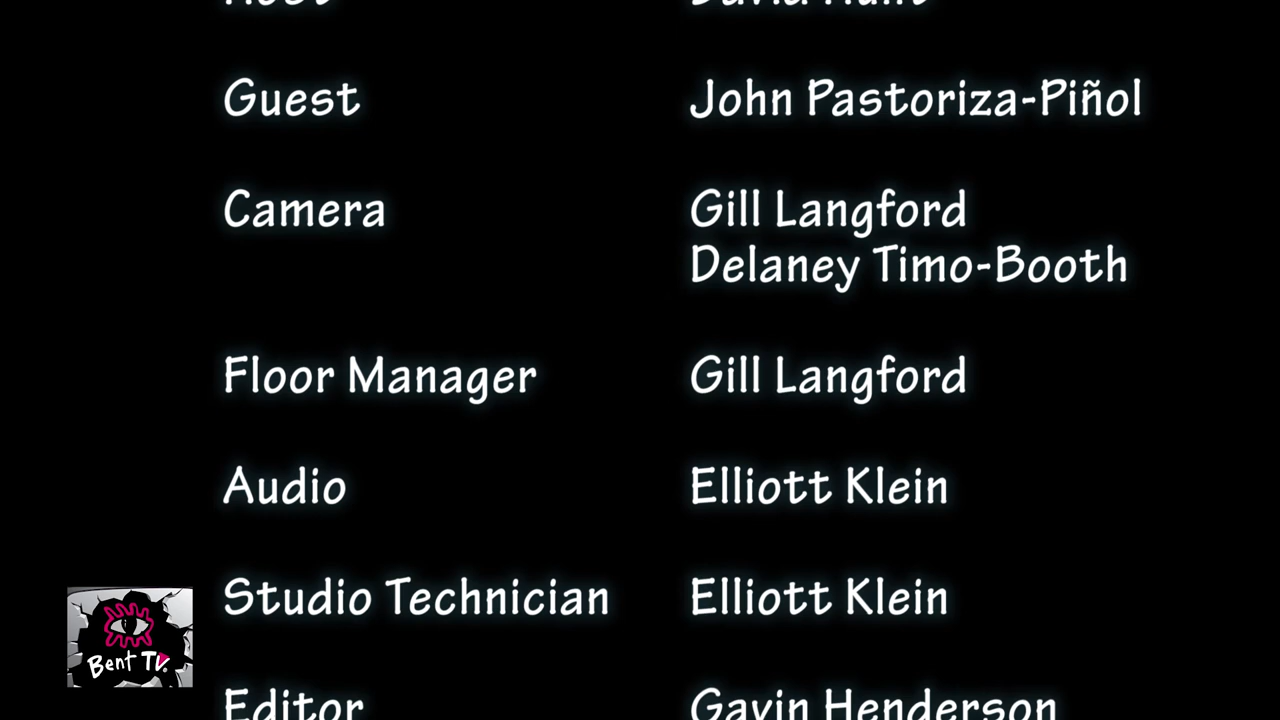 Guest John Pastoriza-Piñol
Camera Gill Langford
Delaney Timo-Booth
Floor Manager Gill Langford
Audio Elliott Klein
Studio Technician Elliott Klein
Bent TV.
Editor Gavin Henderson